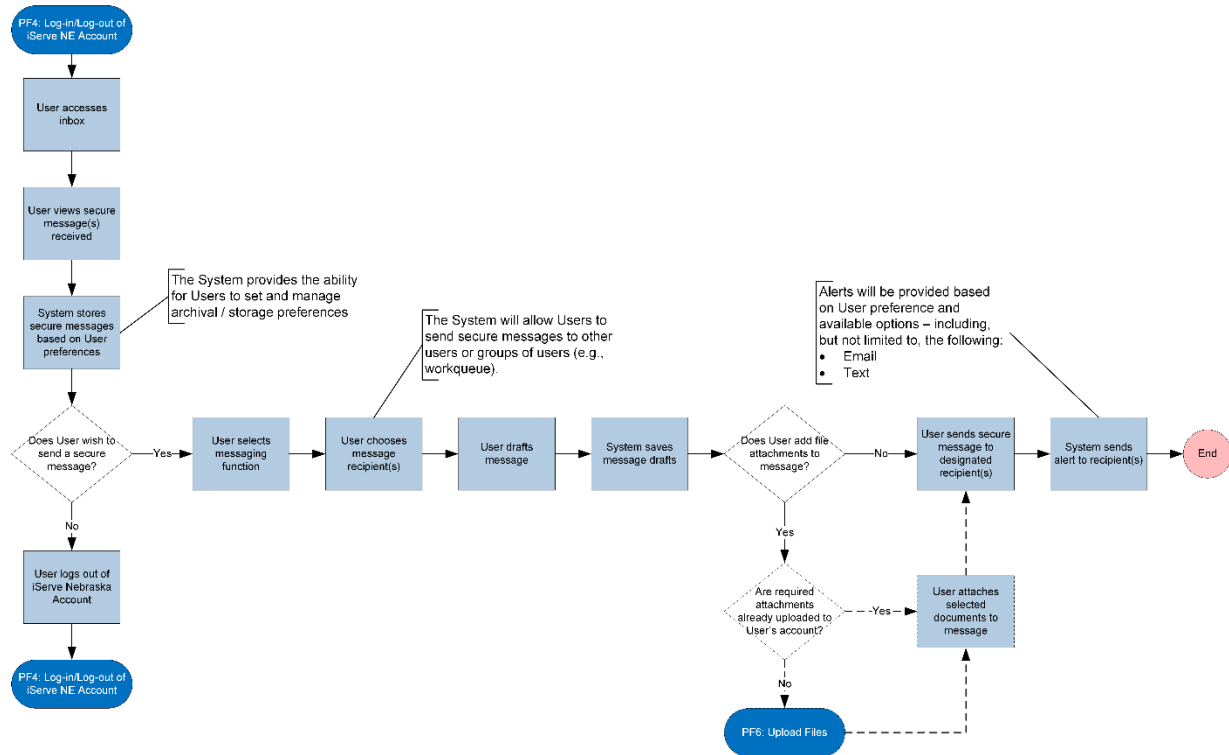 PF4: Log-in/Log-out of
iServe NE Account
User accesses
inbox
User views secure
message(s)
received
System stores
secure messages
based on User
preferences
The System provides the ability
for Users to set and manage
archival / storage preferences
Does User wish to
send a secure
message?
Yes
User selects
messaging
function
User chooses
message
recipient(s)
The System will allow Users to
send secure messages to other
users or groups of users (e.g.,
workqueue).
User drafts
message
System saves
message drafts
Does User add file
attachments to
message?
No
User sends secure
message to
designated
recipient(s)
System sends
alert to recipient(s)
Alerts will be provided based
on User preference and
available options – including,
but not limited to, the following:
• Email
• Text
End
No
User logs out of
iServe Nebraska
Account
PF4: Log-in/Log-out of
iServe NE Account
Yes
Are required
attachments
already uploaded to
User's account?
Yes
User attaches
selected
documents to
message
No
PF6: Upload Files